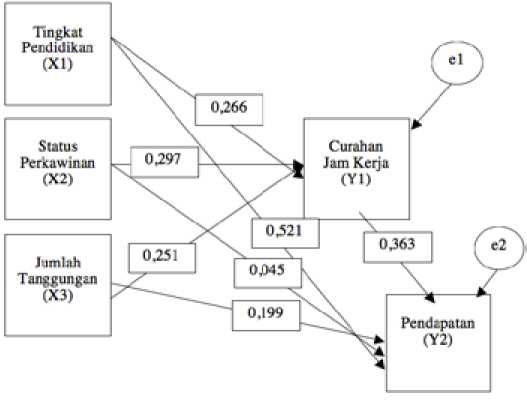 Tingkat
Pendidikan
(X1)
e1
0,266
Status
Perkawinan
(X2)
0,297
Curahan
Jam Kerja
(Y1)
0,521
0,363
e2
0,251
0,045
Jumlah
Tanggungan
(X3)
0,199
Pendapatan
(Y2)